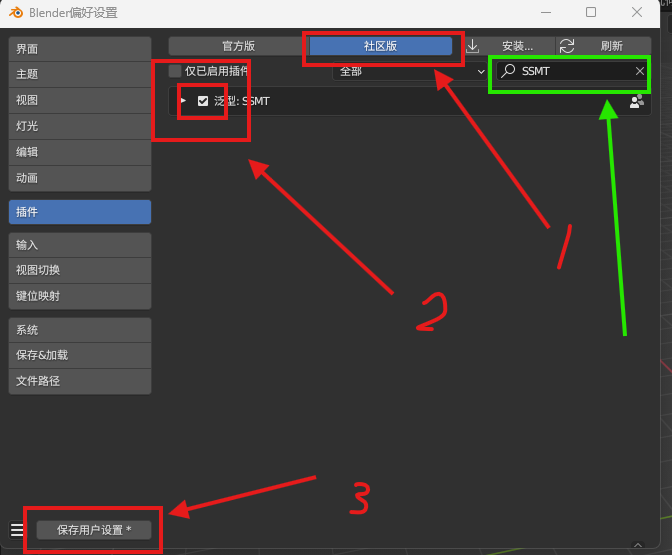 Blender偏好设置
界面
主题
视图
灯光
编辑
动画
插件
输入
视图切换
键位映射
系统
保存&加载
文件路径
保存用户设置 *
官方版
社区版
安装...
刷新
仅已启用插件
全部
SSMT
泛型: SSMT
1
2
3